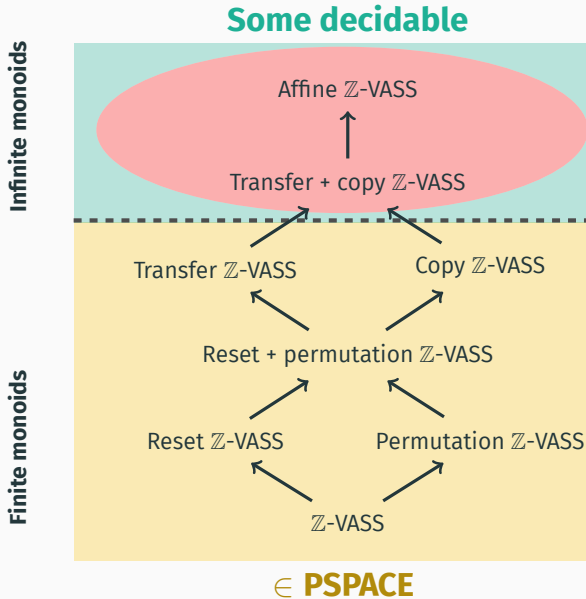 Some decidable
Infinite monoids
Affine ℤ-VASS
Transfer + copy ℤ-VASS
Finite monoids
Transfer ℤ-VASS
Copy ℤ-VASS
Reset + permutation ℤ-VASS
Reset ℤ-VASS
Permutation ℤ-VASS
ℤ-VASS
∈ PSPACE